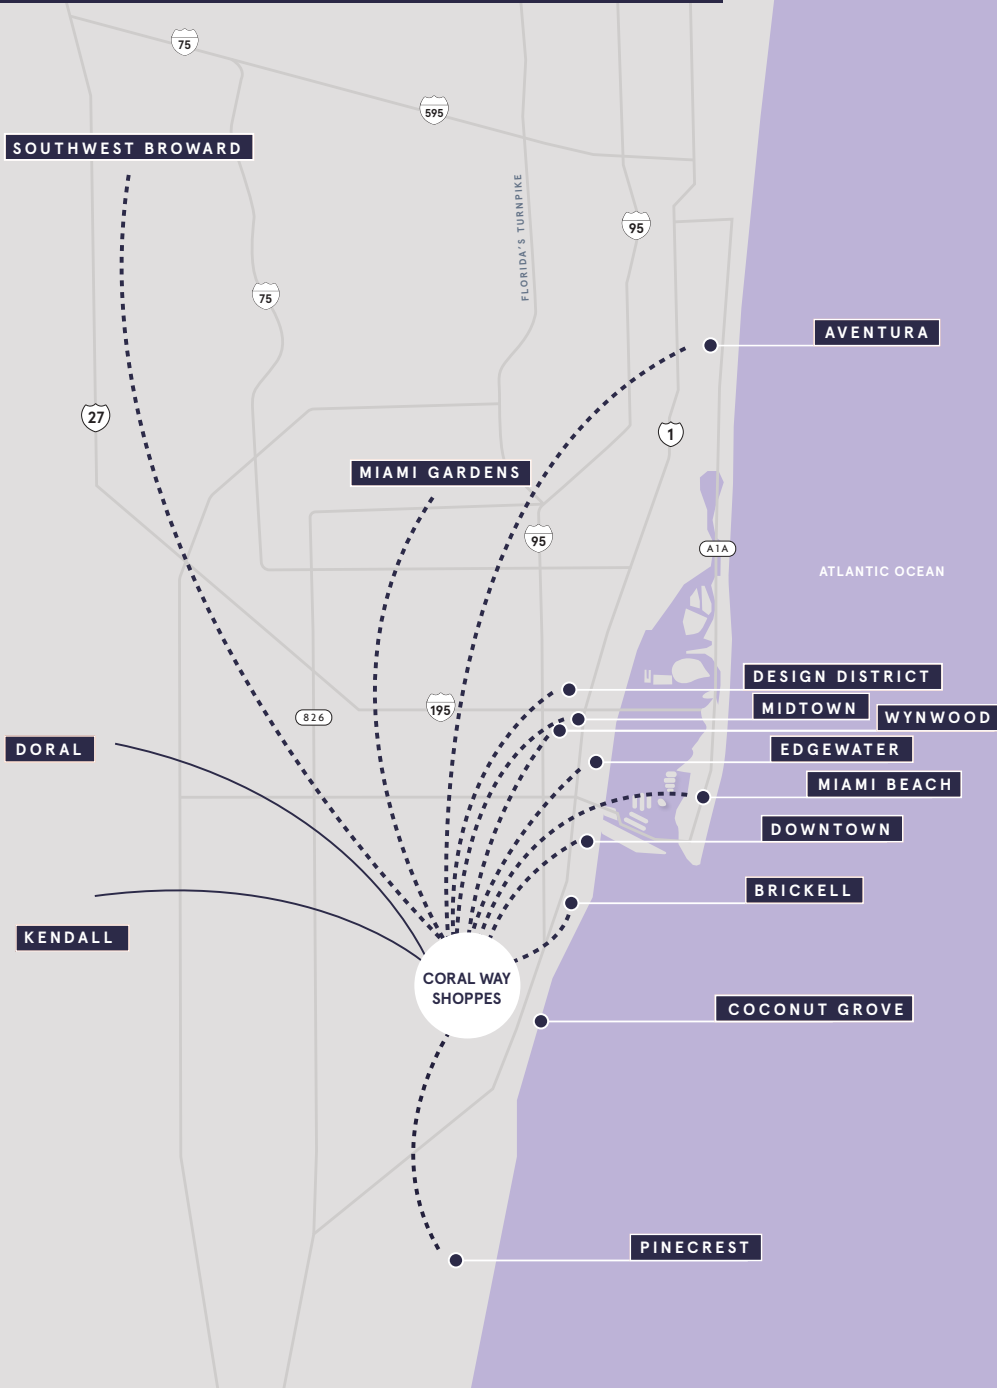 75
595
SOUTHWEST BROWARD
FLORIDA'S TURNPIKE
95
75
AVENTURA
27
1
MIAMI GARDENS
95
A1A
ATLANTIC OCEAN
DESIGN DISTRICT
MIDTOWN
195
826
WYNWOOD
DORAL
EDGEWATER
MIAMI BEACH
DOWNTOWN
BRICKELL
KENDALL
CORAL WAY
SHOPPES
COCONUT GROVE
PINECREST